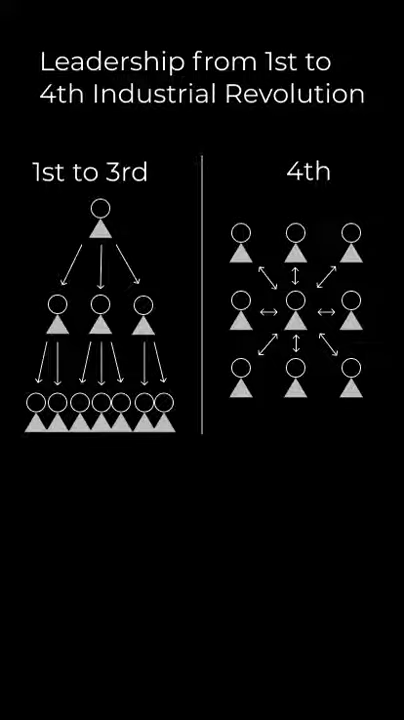 Leadership from 1st to
4th Industrial Revolution
1st to 3rd
4th